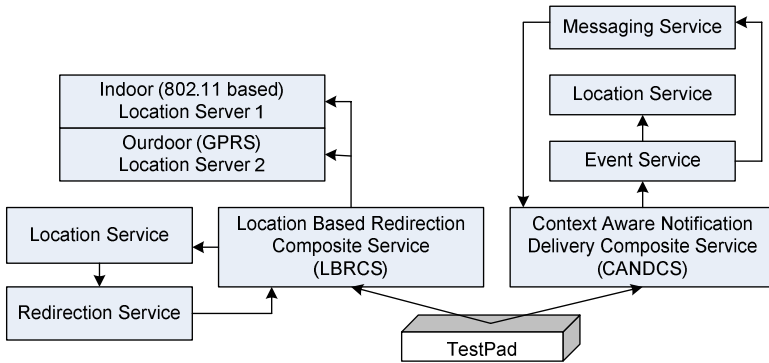 Messaging Service
Indoor (802.11 based)
Location Server 1
Ourdoor (GPRS)
Location Server 2
Location Service
Event Service
Location Service
Redirection Service
Location Based Redirection
Composite Service
(LBRCS)
Context Aware Notification
Delivery Composite Service
(CANDCS)
TestPad